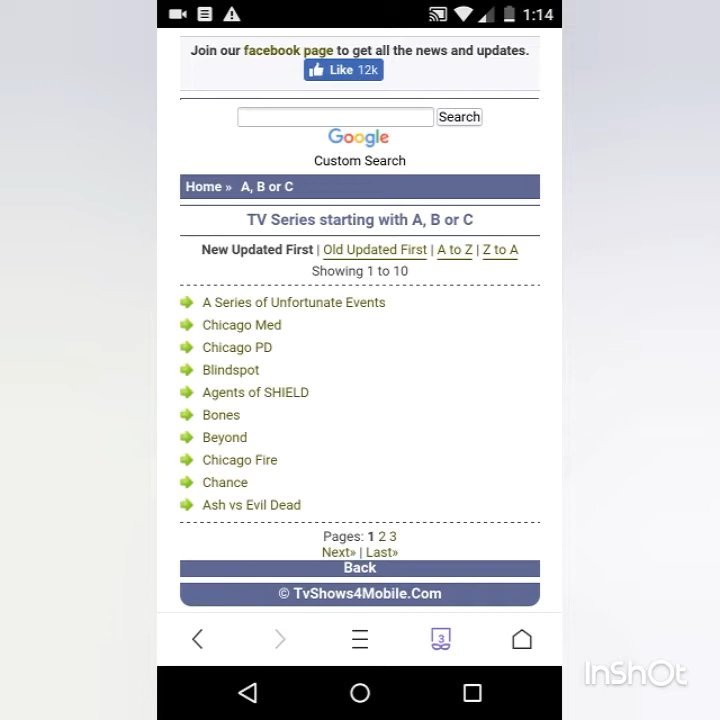 1:14
Join our facebook page to get all the news and updates.
Like 12k
Search
Google
Custom Search
Home » A, B or C
TV Series starting with A, B or C
New Updated First | Old Updated First | A to Z | Z to A
Showing 1 to 10
A Series of Unfortunate Events
Chicago Med
Chicago PD
Blindspot
Agents of SHIELD
Bones
Beyond
Chicago Fire
Chance
Ash vs Evil Dead
Pages: 1 2 3
Next» | Last»
Back
© TvShows4Mobile.Com
3
InShOt